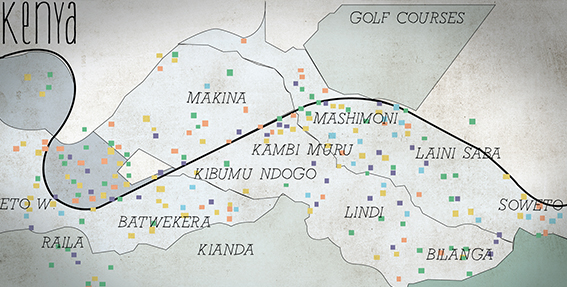 Kenya
GOLF COURSES
MAKINA
MASHIMONI
KAMBI MURU
LAINI SABA
KIBUMU NDOGO
ETO W.
LINDI
SOWETO
BATWEKERA
RAILA
KIANDA
BILANGA